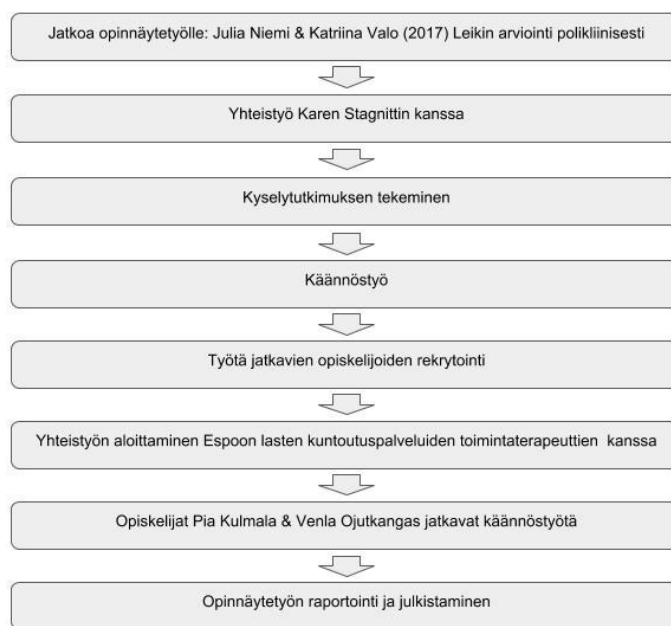 Jatkoa opinnäytetyölle: Julia Niemi & Katriina Valo (2017) Leikin arviointi polikliinisesti
Yhteistyö Karen Stagnittin kanssa
Kyselytutkimuksen tekeminen
Käännöstyö
Työtä jatkavien opiskelijoiden rekrytointi
Yhteistyön aloittaminen Espoon lasten kuntoutuspalveluiden toimintaterapeuttien kanssa
Opiskelijat Pia Kulmala & Venla Ojutkangas jatkavat käännöstyötä
Opinnäytetyön raportointi ja julkistaminen